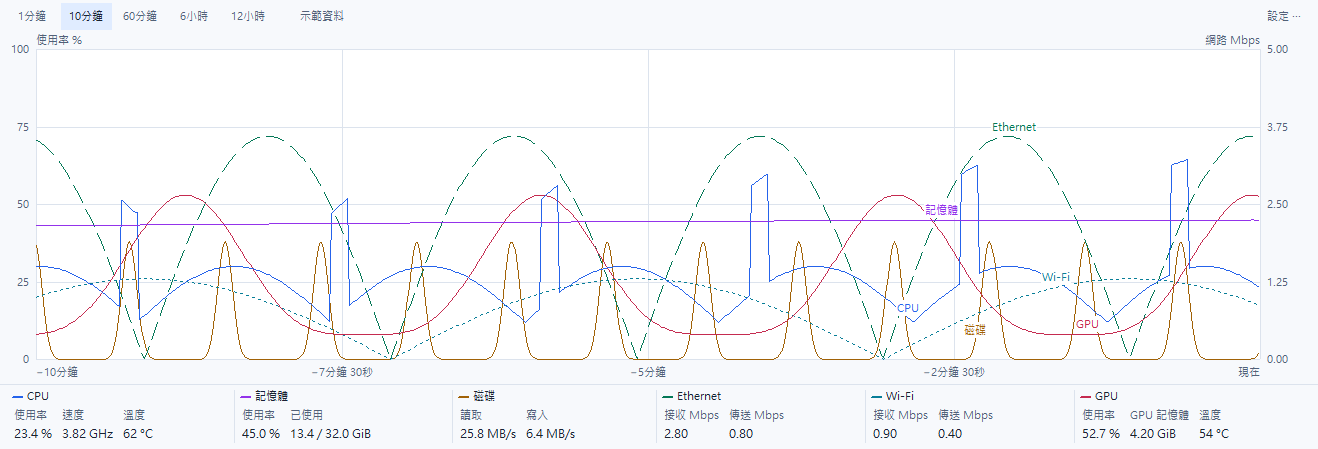 1分鐘 10分鐘 60分鐘 6小時 12小時 示範資料 設定 ···
使用率 % 網路 Mbps
100 5.00
Ethernet
75 3.75
50 2.50
記憶體
Wi-Fi
25 1.25
CPU
GPU
磁碟
0 0.00
−10分鐘 −7分鐘 30秒 −5分鐘 −2分鐘 30秒 現在
CPU 記憶體 磁碟 Ethernet Wi-Fi GPU
使用率 速度 溫度 使用率 已使用 讀取 寫入 接收 Mbps 傳送 Mbps 接收 Mbps 傳送 Mbps 使用率 GPU 記憶體 溫度
23.4 % 3.82 GHz 62 °C 45.0 % 13.4 / 32.0 GiB 25.8 MB/s 6.4 MB/s 2.80 0.80 0.90 0.40 52.7 % 4.20 GiB 54 °C